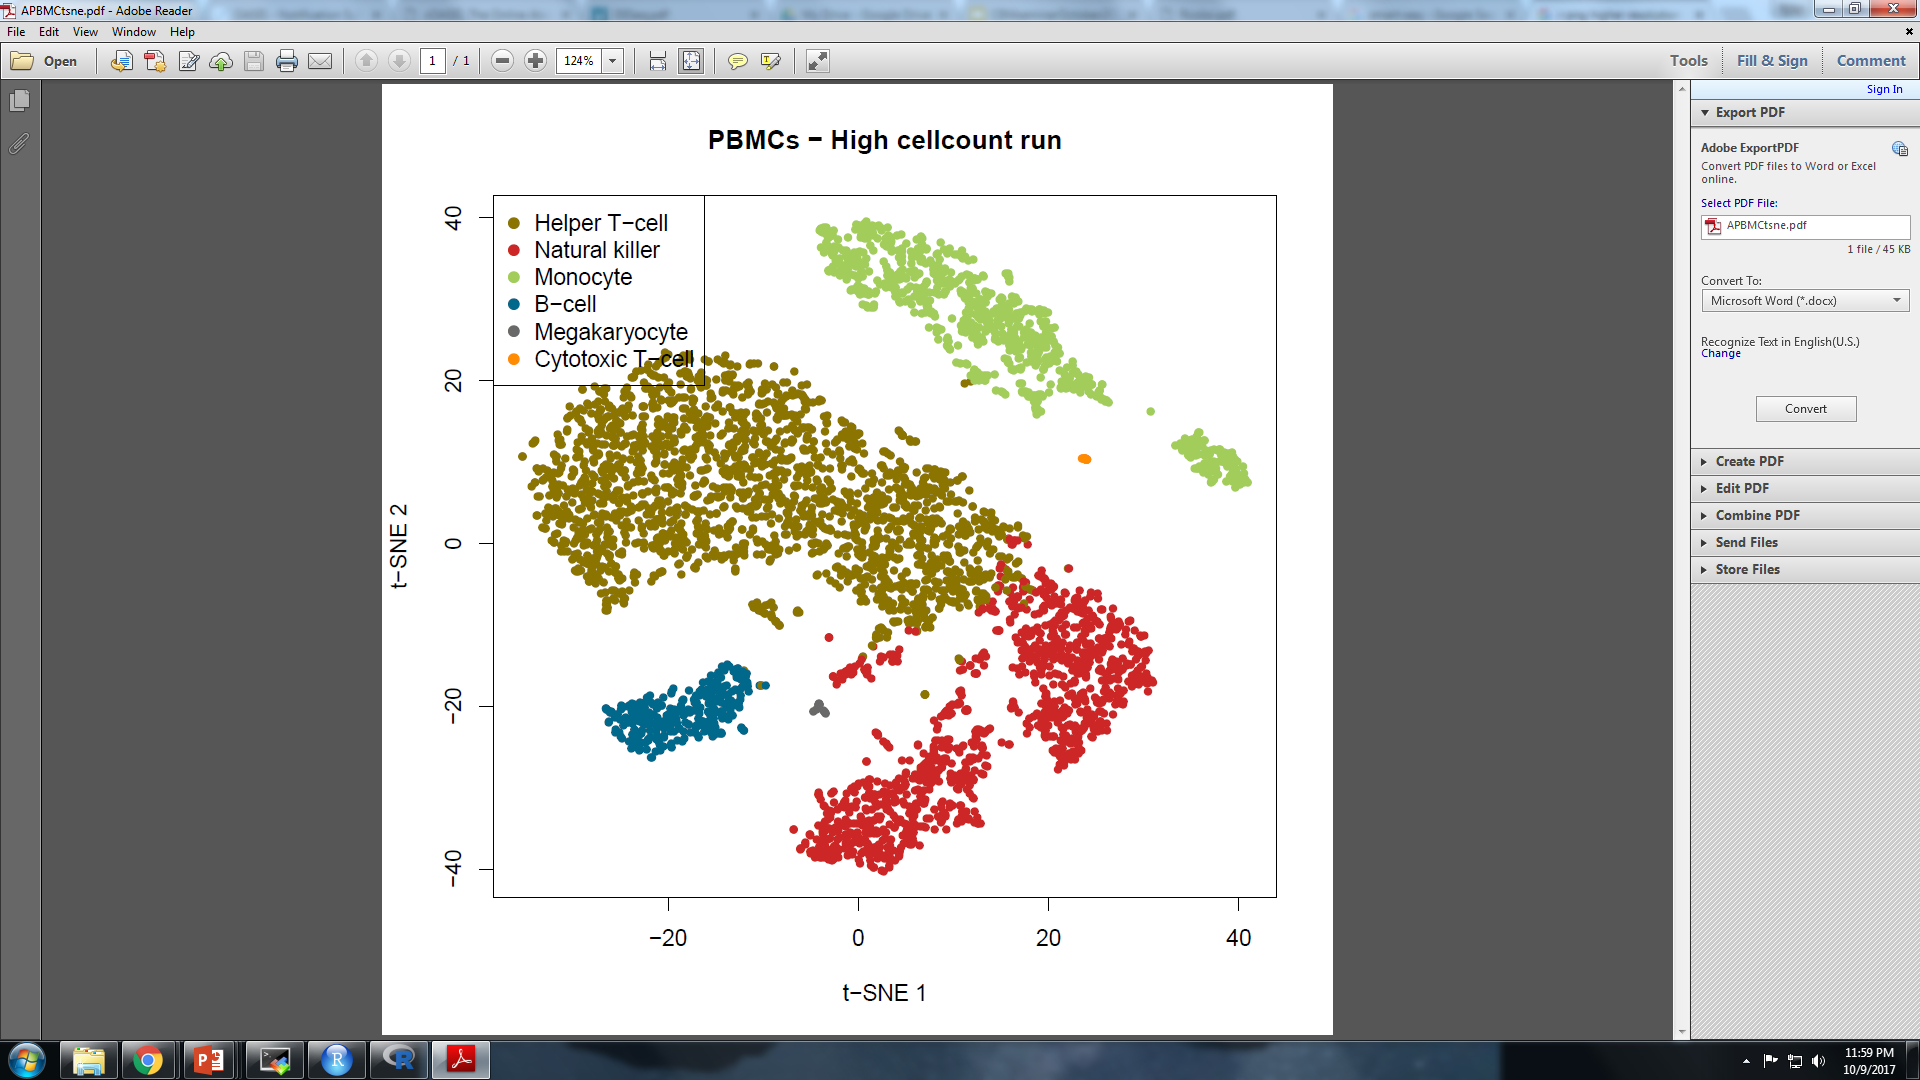 APBMCtsne.pdf - Adobe Reader
File Edit View Window Help
Open 1 / 1 124% Tools Fill & Sign Comment
Sign In
Export PDF
Adobe ExportPDF
Convert PDF files to Word or Excel
online.
Select PDF File:
APBMCtsne.pdf
1 file / 45 KB
Convert To:
Microsoft Word (*.docx)
Recognize Text in English(U.S.)
Change
Convert
Create PDF
Edit PDF
Combine PDF
Send Files
Store Files
PBMCs − High cellcount run
Helper T−cell
Natural killer
Monocyte
B−cell
Megakaryocyte
Cytotoxic T−cell
40
20
0
−20
−40
t−SNE 2
−20 0 20 40
t−SNE 1
11:59 PM
10/9/2017